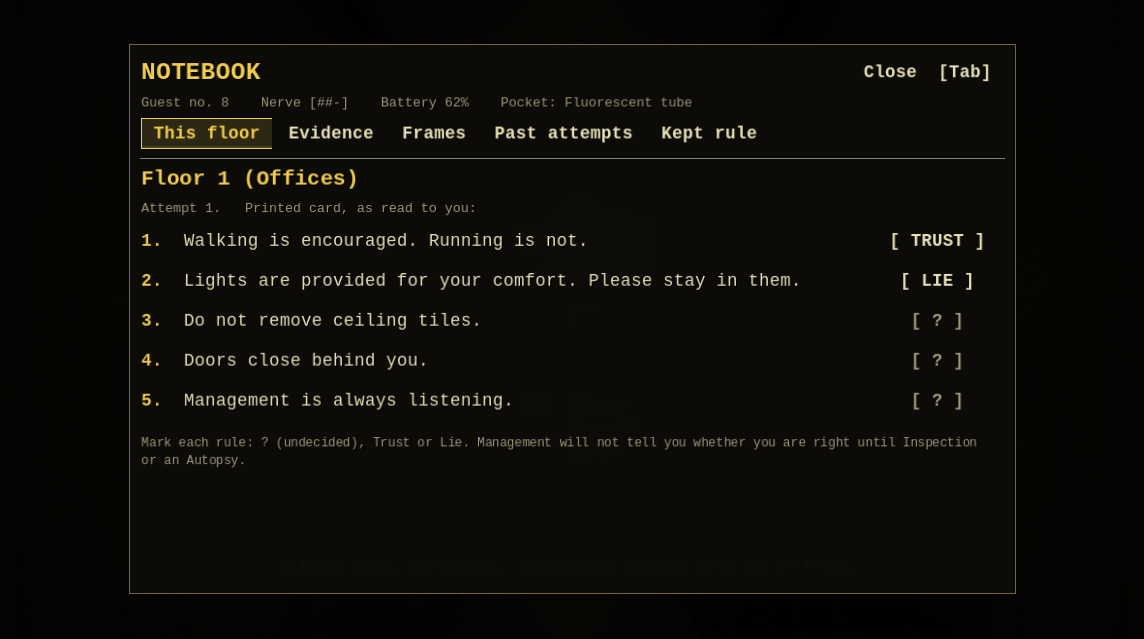 NOTEBOOK
Close [Tab]
Guest no. 8 Nerve [##-] Battery 62% Pocket: Fluorescent tube
This floor Evidence Frames Past attempts Kept rule
Floor 1 (Offices)
Attempt 1. Printed card, as read to you:
1. Walking is encouraged. Running is not. [ TRUST ]
2. Lights are provided for your comfort. Please stay in them. [ LIE ]
3. Do not remove ceiling tiles. [ ? ]
4. Doors close behind you. [ ? ]
5. Management is always listening. [ ? ]
Mark each rule: ? (undecided), Trust or Lie. Management will not tell you whether you are right until Inspection
or an Autopsy.